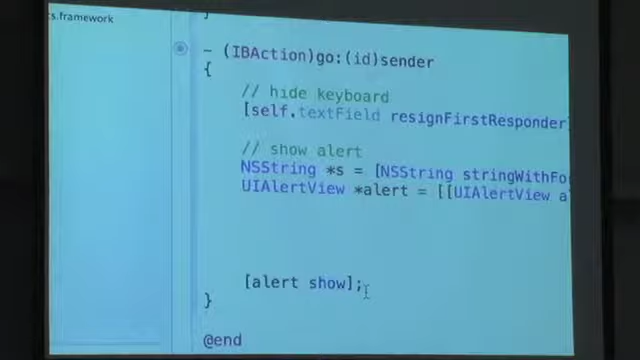 ts.framework
}
- (IBAction)go:(id)sender
{
// hide keyboard
[self.textField resignFirstResponder]
// show alert
NSString *s = [NSString stringWithFo
UIAlertView *alert = [[UIAlertView a
[alert show];
}
@end